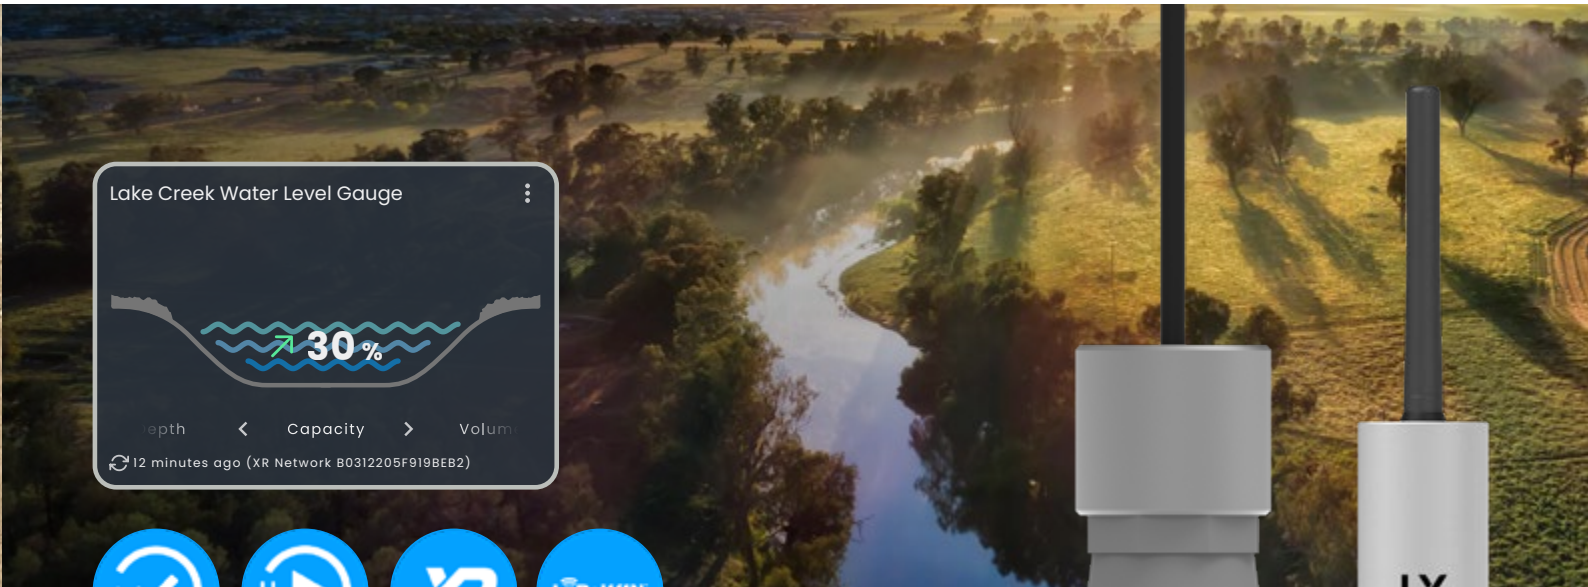 Lake Creek Water Level Gauge
30 %
Capacity
12 minutes ago (XR Network B0312205F919BEB2)